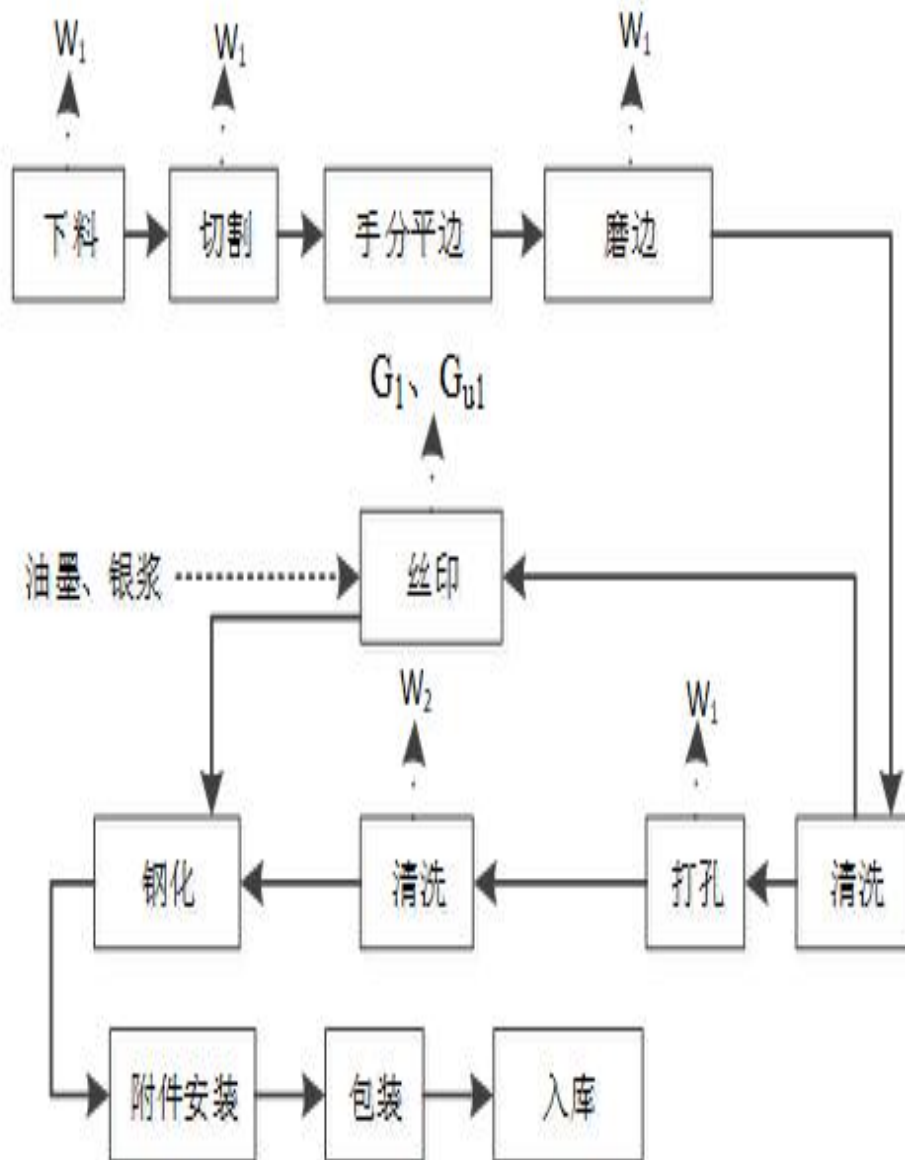 W₁ W₁ W₁
下料 切割 手分平边 磨边
G₁、Gᵤ₁
油墨、银浆 丝印
W₂ W₁
钢化 清洗 打孔 清洗
附件安装 包装 入库